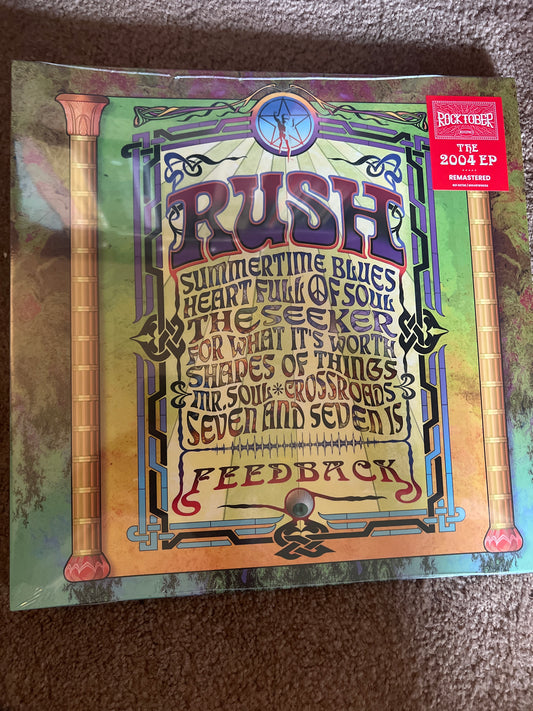 ROCKTOBER
THE
2004 EP
REMASTERED
RUSH
SUMMERTIME BLUES
HEART FULL OF SOUL
THE SEEKER
FOR WHAT IT'S WORTH
SHAPES OF THINGS
MR. SOUL * CROSSROADS
SEVEN AND SEVEN IS
FEEDBACK